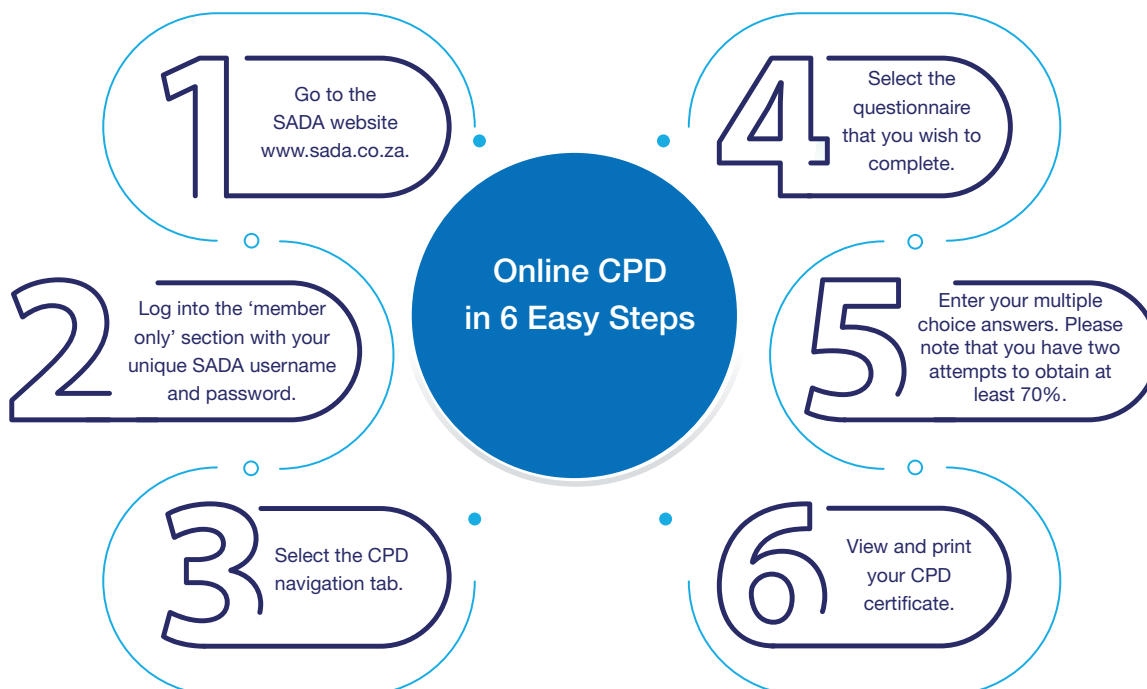 Online CPD
in 6 Easy Steps
1
Go to the
SADA website
www.sada.co.za.
2
Log into the ‘member
only’ section with your
unique SADA username
and password.
3
Select the CPD
navigation tab.
4
Select the
questionnaire
that you wish to
complete.
5
Enter your multiple
choice answers. Please
note that you have two
attempts to obtain at
least 70%.
6
View and print
your CPD
certificate.